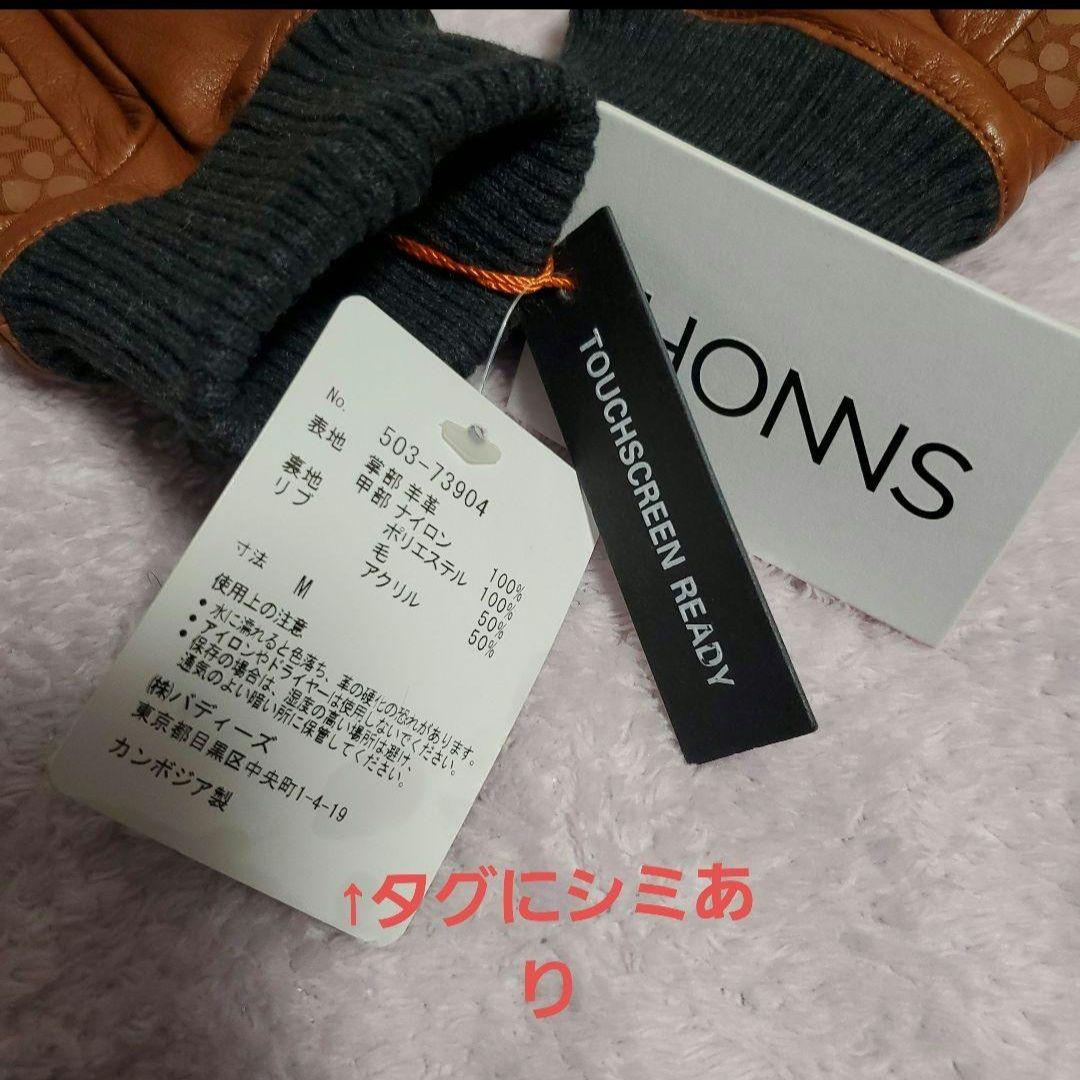 No. 503-73904
表地 掌部 羊革
甲部 ナイロン 100%
裏地 ポリエステル 100%
リブ 毛 50%
アクリル 50%
寸法 M
使用上の注意
•水に濡れると色落ち、革の硬化の恐れがあります。
•アイロンやドライヤーは使用しないでください。
保存の場合は、湿度の高い場所は避け、
通気のよい暗い所に保管してください。
㈱バディーズ
東京都目黒区中央町1-4-19
カンボジア製
TOUCHSCREEN READY
HONNS
↑タグにシミあ
り